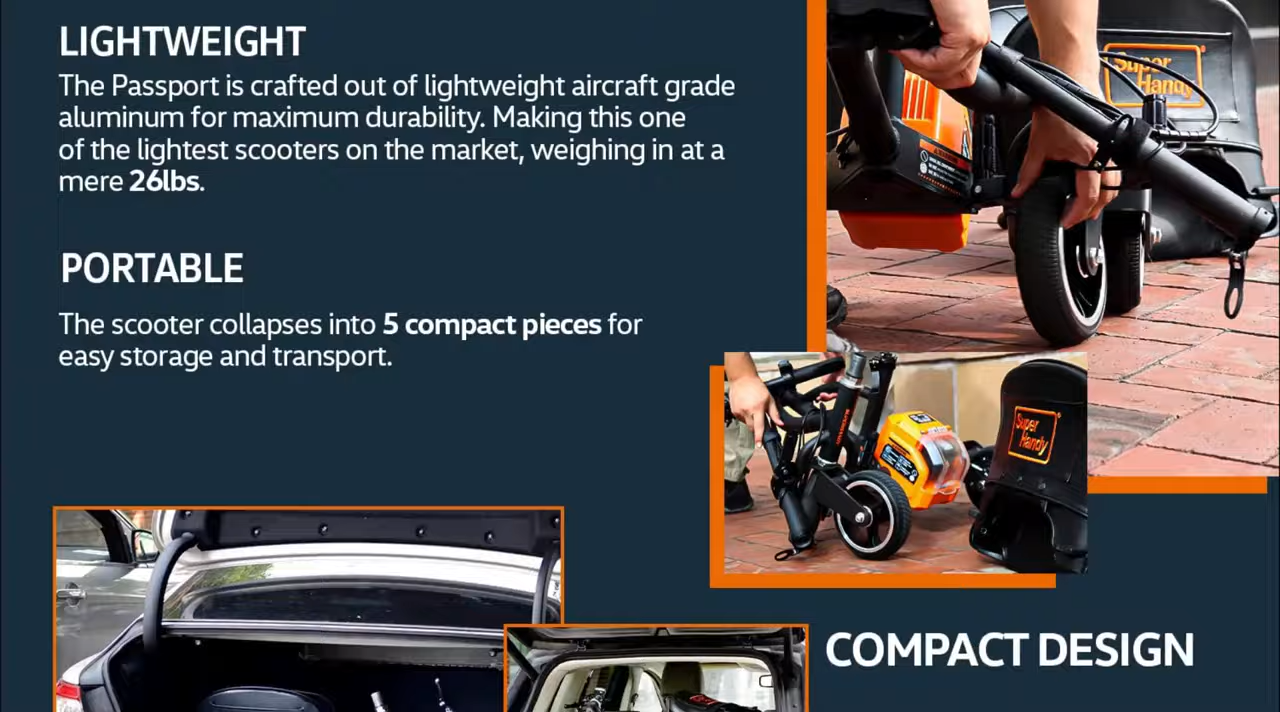 LIGHTWEIGHT
The Passport is crafted out of lightweight aircraft grade
aluminum for maximum durability. Making this one
of the lightest scooters on the market, weighing in at a
mere 26lbs.
PORTABLE
The scooter collapses into 5 compact pieces for
easy storage and transport.
Super
Handy
Super
Handy
COMPACT DESIGN